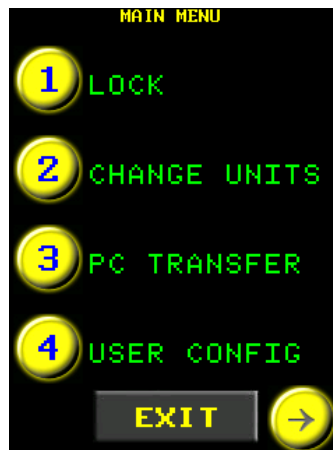 MAIN MENU
1 LOCK
2 CHANGE UNITS
3 PC TRANSFER
4 USER CONFIG
EXIT →